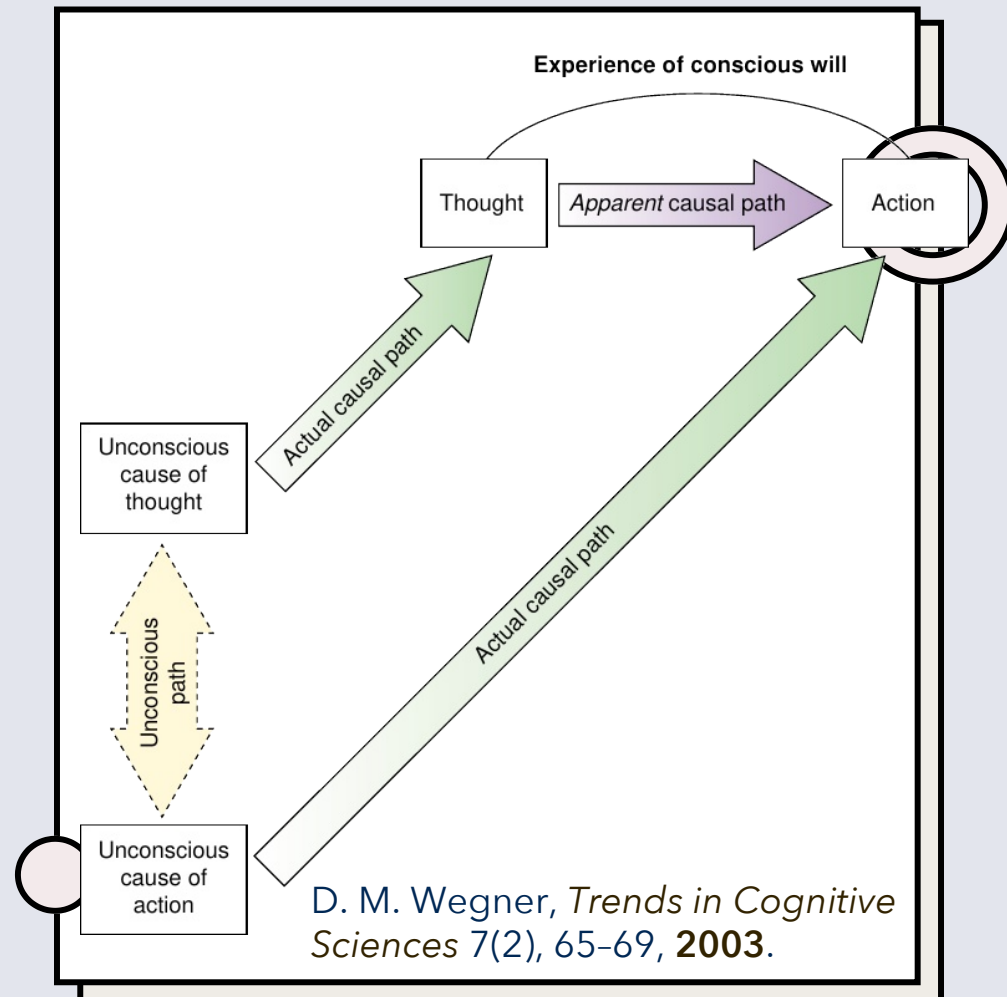 Experience of conscious will
Thought
Apparent causal path
Action
Actual causal path
Unconscious
cause of
thought
Actual causal path
Unconscious
path
Unconscious
cause of
action
D. M. Wegner, Trends in Cognitive
Sciences 7(2), 65–69, 2003.